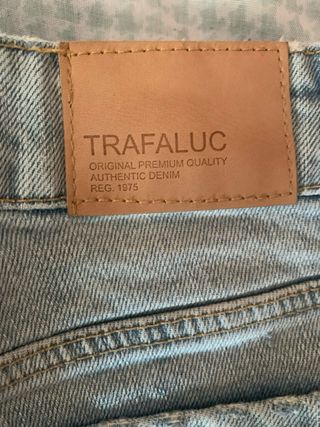 TRAFALUC
ORIGINAL PREMIUM QUALITY
AUTHENTIC DENIM
REG. 1975